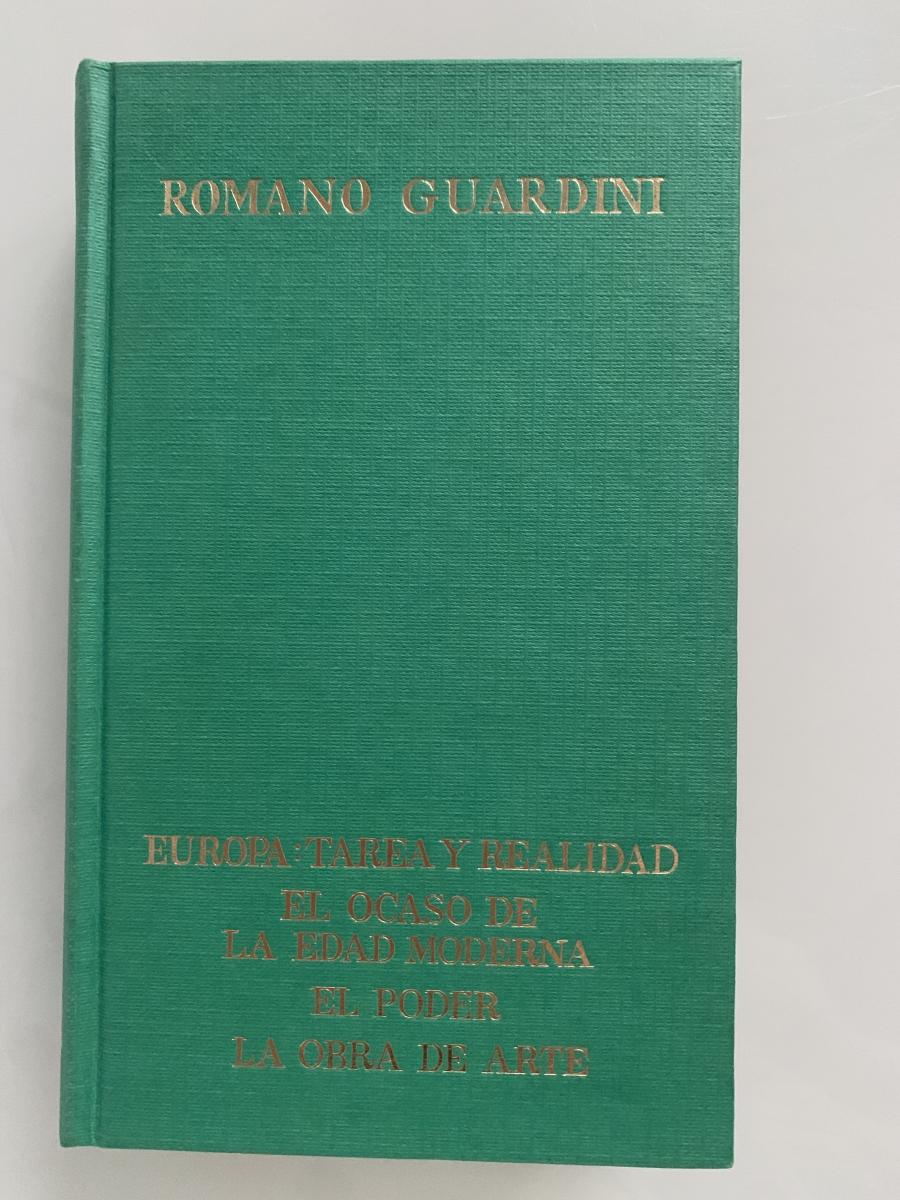 ROMANO GUARDINI
EUROPA: TAREA Y REALIDAD
EL OCASO DE
LA EDAD MODERNA
EL PODER
LA OBRA DE ARTE